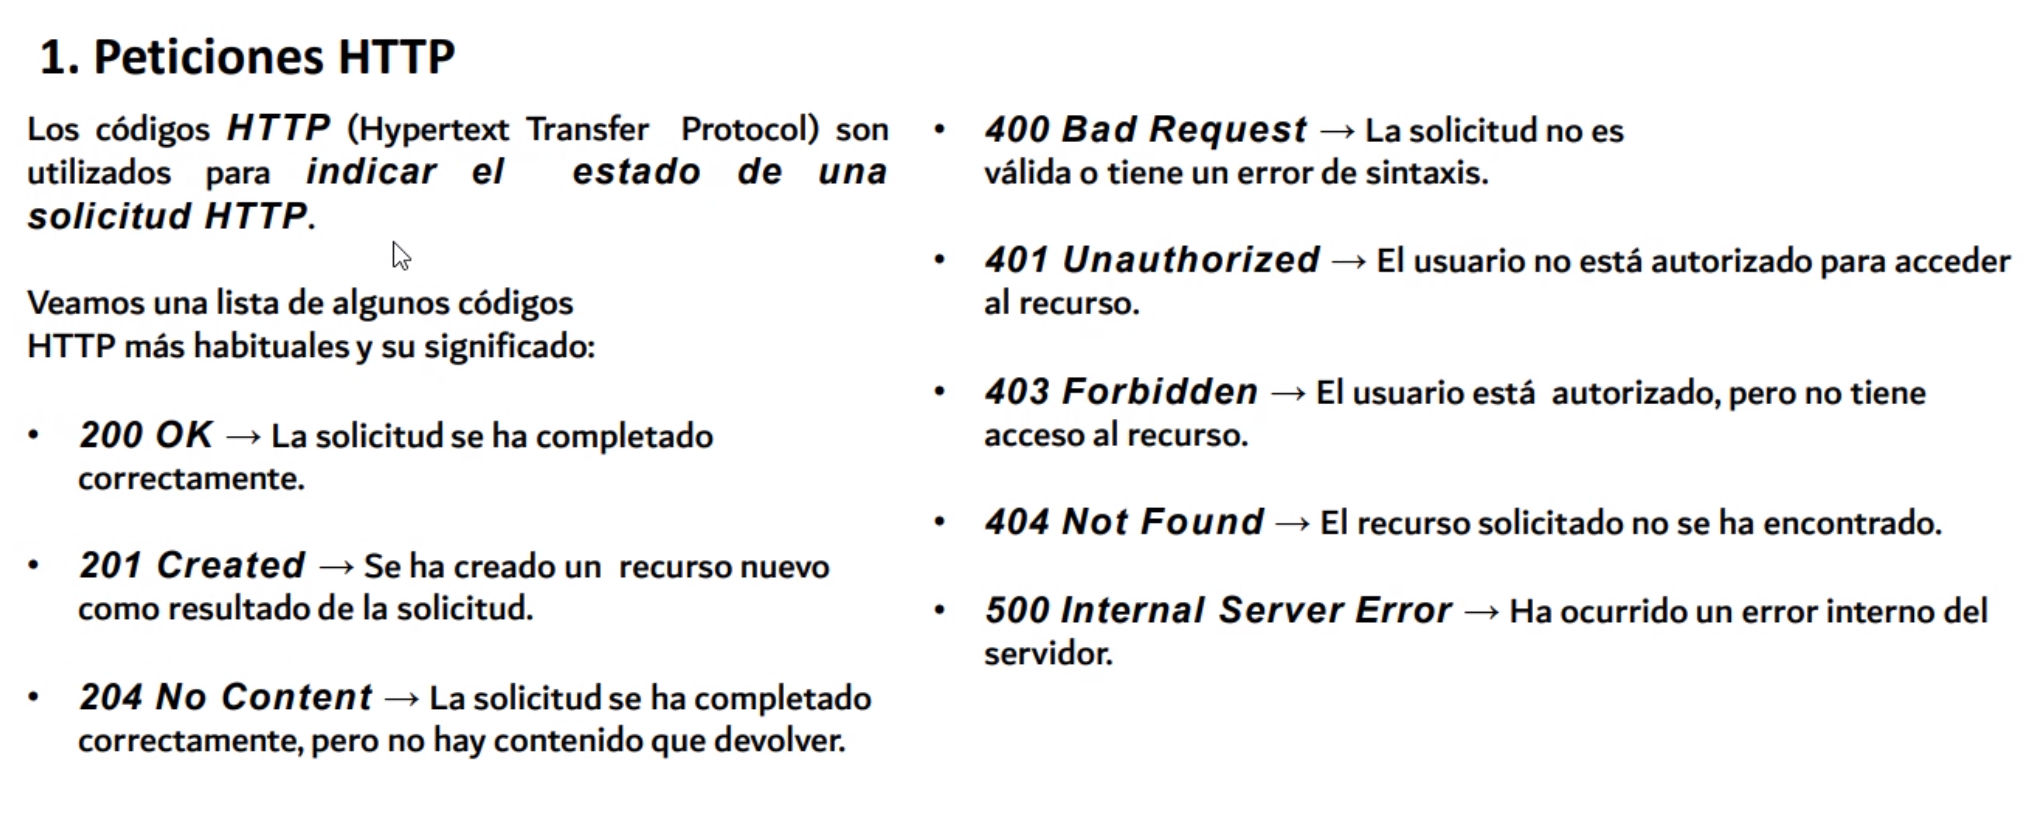 1. Peticiones HTTP
Los códigos HTTP (Hypertext Transfer Protocol) son
utilizados para indicar el estado de una
solicitud HTTP.
Veamos una lista de algunos códigos
HTTP más habituales y su significado:
• 200 OK → La solicitud se ha completado
correctamente.
• 201 Created → Se ha creado un recurso nuevo
como resultado de la solicitud.
• 204 No Content → La solicitud se ha completado
correctamente, pero no hay contenido que devolver.
• 400 Bad Request → La solicitud no es
válida o tiene un error de sintaxis.
• 401 Unauthorized → El usuario no está autorizado para acceder
al recurso.
• 403 Forbidden → El usuario está autorizado, pero no tiene
acceso al recurso.
• 404 Not Found → El recurso solicitado no se ha encontrado.
• 500 Internal Server Error → Ha ocurrido un error interno del
servidor.